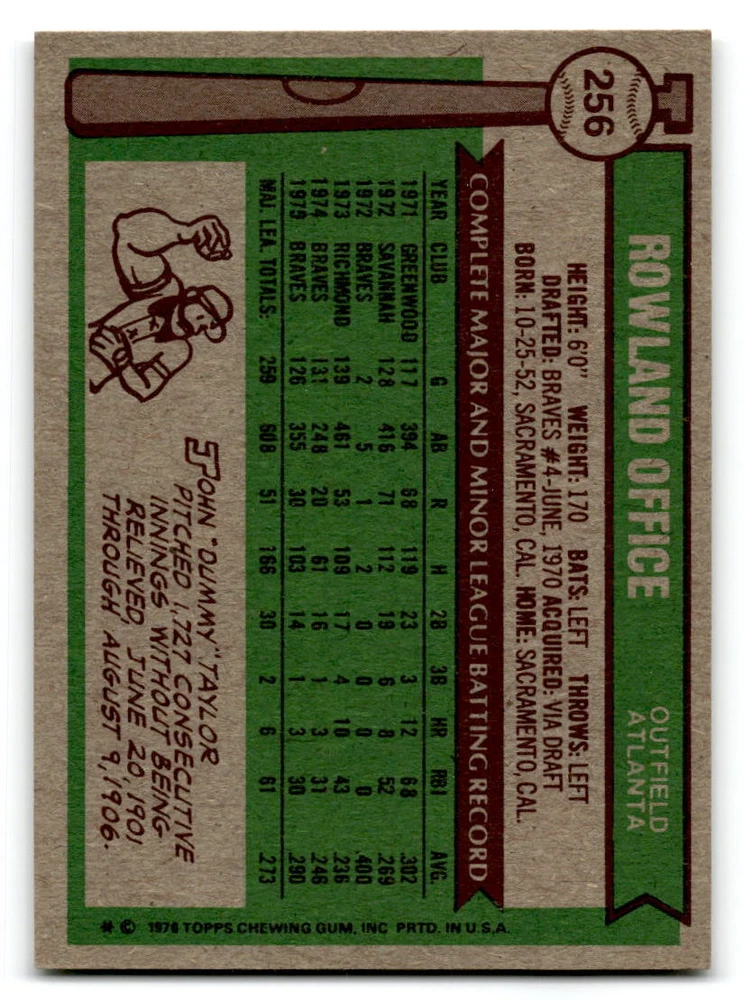 256
T
ROWLAND OFFICE
OUTFIELD
ATLANTA
HEIGHT: 6'0" WEIGHT: 170 BATS: LEFT THROWS: LEFT
DRAFTED: BRAVES #4-JUNE, 1970 ACQUIRED: VIA DRAFT
BORN: 10-25-52, SACRAMENTO, CAL. HOME: SACRAMENTO, CAL.
COMPLETE MAJOR AND MINOR LEAGUE BATTING RECORD
YEAR CLUB G AB R H 2B 3B HR RBI AVG.
1971 GREENWOOD 117 394 68 119 23 3 12 68 .302
1972 SAVANNAH 128 416 71 112 19 6 8 52 .269
1972 BRAVES 2 5 1 2 0 0 0 0 .400
1973 RICHMOND 139 461 53 109 17 4 10 43 .236
1974 BRAVES 131 248 20 61 16 1 3 31 .246
1975 BRAVES 126 355 30 103 14 1 3 30 .290
MAJ. LEA. TOTALS: 259 608 51 166 30 2 6 61 .273
JOHN "DUMMY" TAYLOR
PITCHED 1,727 CONSECUTIVE
INNINGS WITHOUT BEING
RELIEVED JUNE 20, 1901
THROUGH, AUGUST 9, 1906.
* © 1976 TOPPS CHEWING GUM, INC PRTD. IN U.S.A.